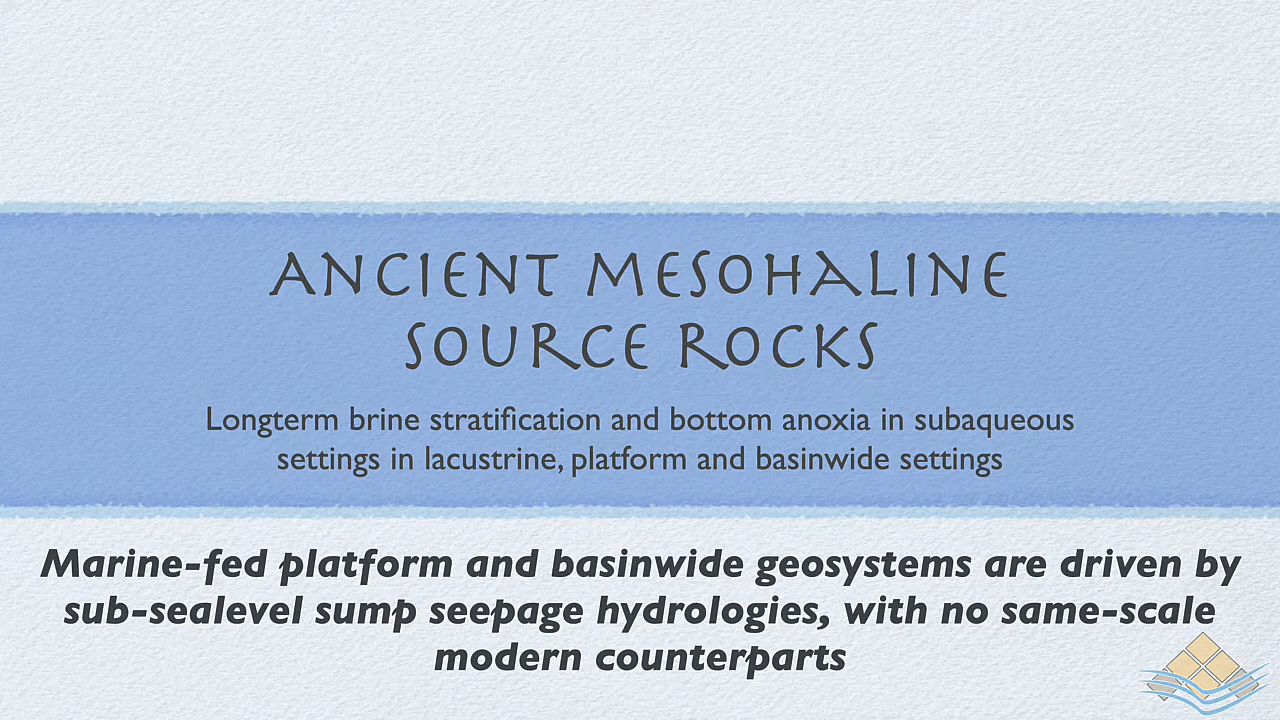 ANCIENT MESOHALINE
SOURCE ROCKS
Longterm brine stratification and bottom anoxia in subaqueous
settings in lacustrine, platform and basinwide settings
Marine-fed platform and basinwide geosystems are driven by
sub-sealevel sump seepage hydrologies, with no same-scale
modern counterparts